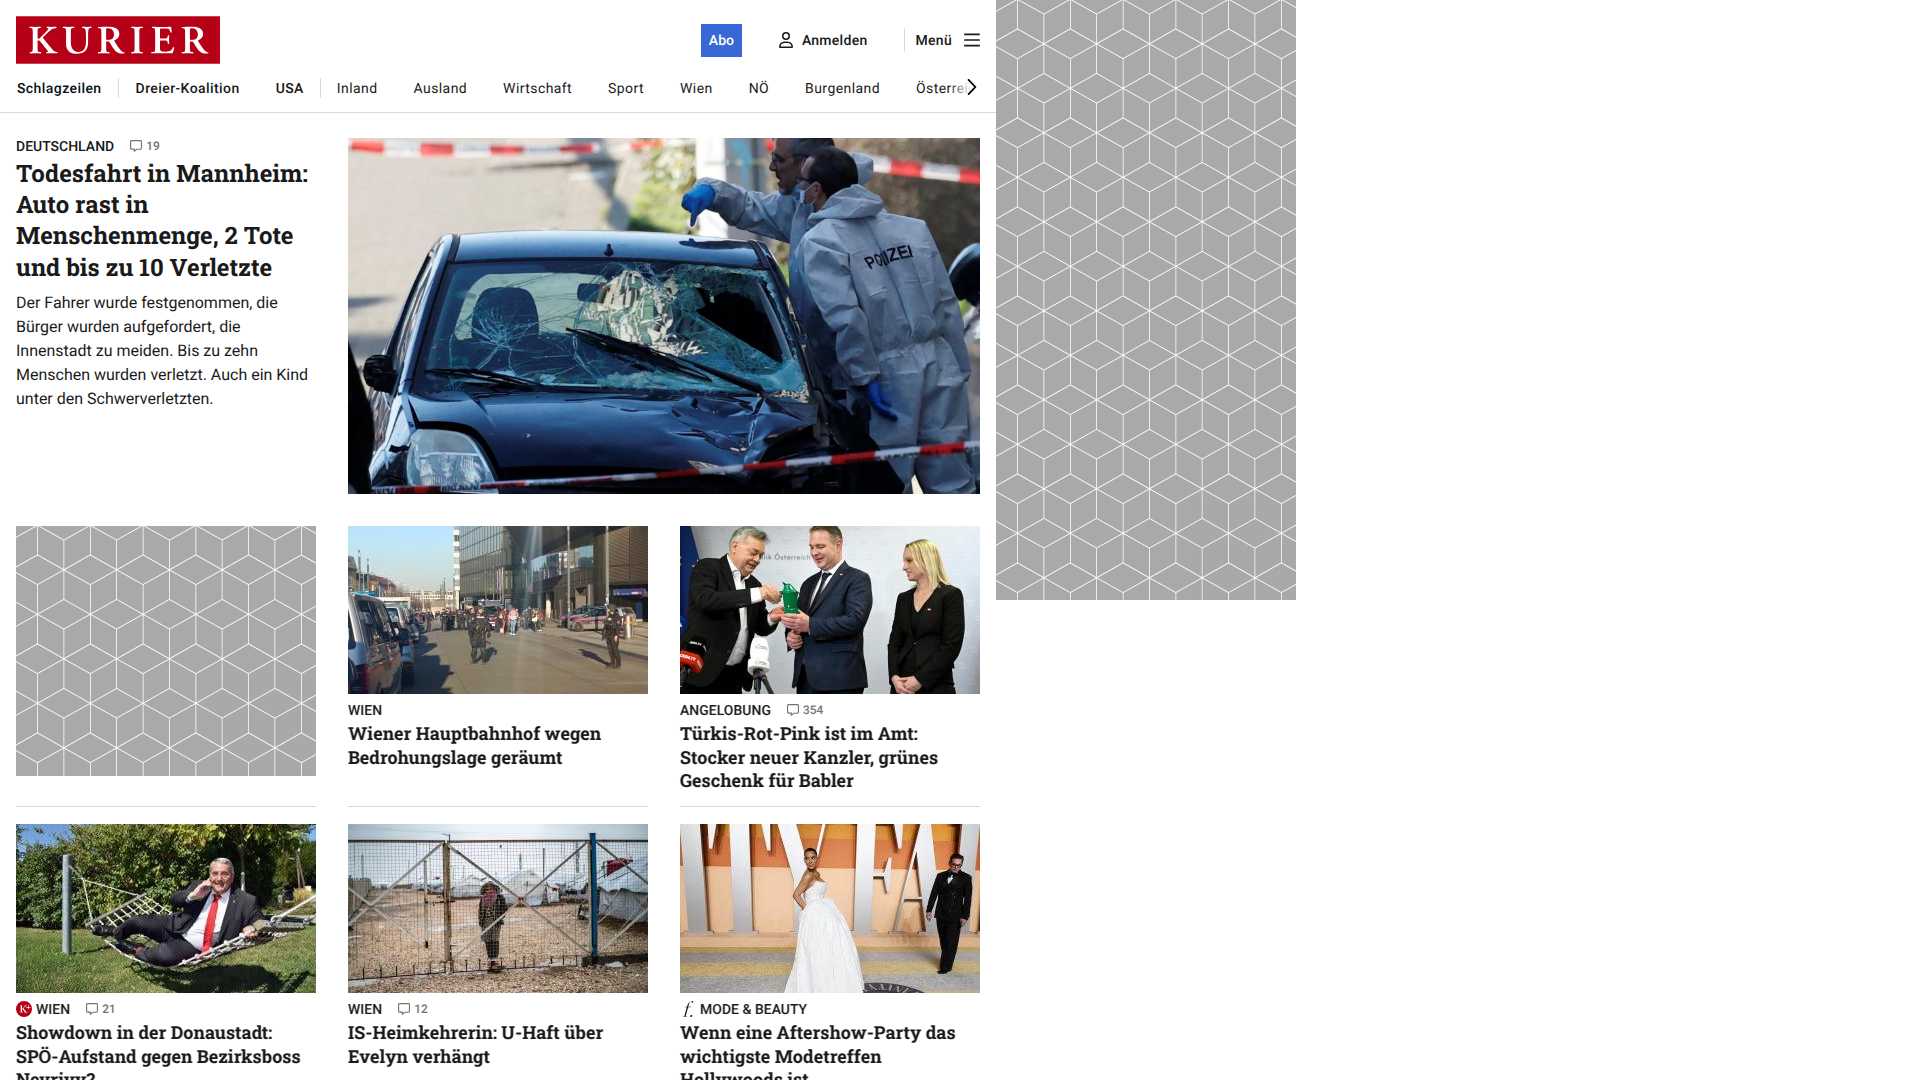 KURIER
Abo
Anmelden
Menü
Schlagzeilen
Dreier-Koalition
USA
Inland
Ausland
Wirtschaft
Sport
Wien
NÖ
Burgenland
Österrei
DEUTSCHLAND 19
Todesfahrt in Mannheim:
Auto rast in
Menschenmenge, 2 Tote
und bis zu 10 Verletzte
Der Fahrer wurde festgenommen, die
Bürger wurden aufgefordert, die
Innenstadt zu meiden. Bis zu zehn
Menschen wurden verletzt. Auch ein Kind
unter den Schwerverletzten.
POLIZEI
WIEN
Wiener Hauptbahnhof wegen
Bedrohungslage geräumt
ANGELOBUNG 354
Türkis-Rot-Pink ist im Amt:
Stocker neuer Kanzler, grünes
Geschenk für Babler
WIEN 21
Showdown in der Donaustadt:
SPÖ-Aufstand gegen Bezirksboss
Nevrivy?
WIEN 12
IS-Heimkehrerin: U-Haft über
Evelyn verhängt
f. MODE & BEAUTY
Wenn eine Aftershow-Party das
wichtigste Modetreffen
Hollywoods ist